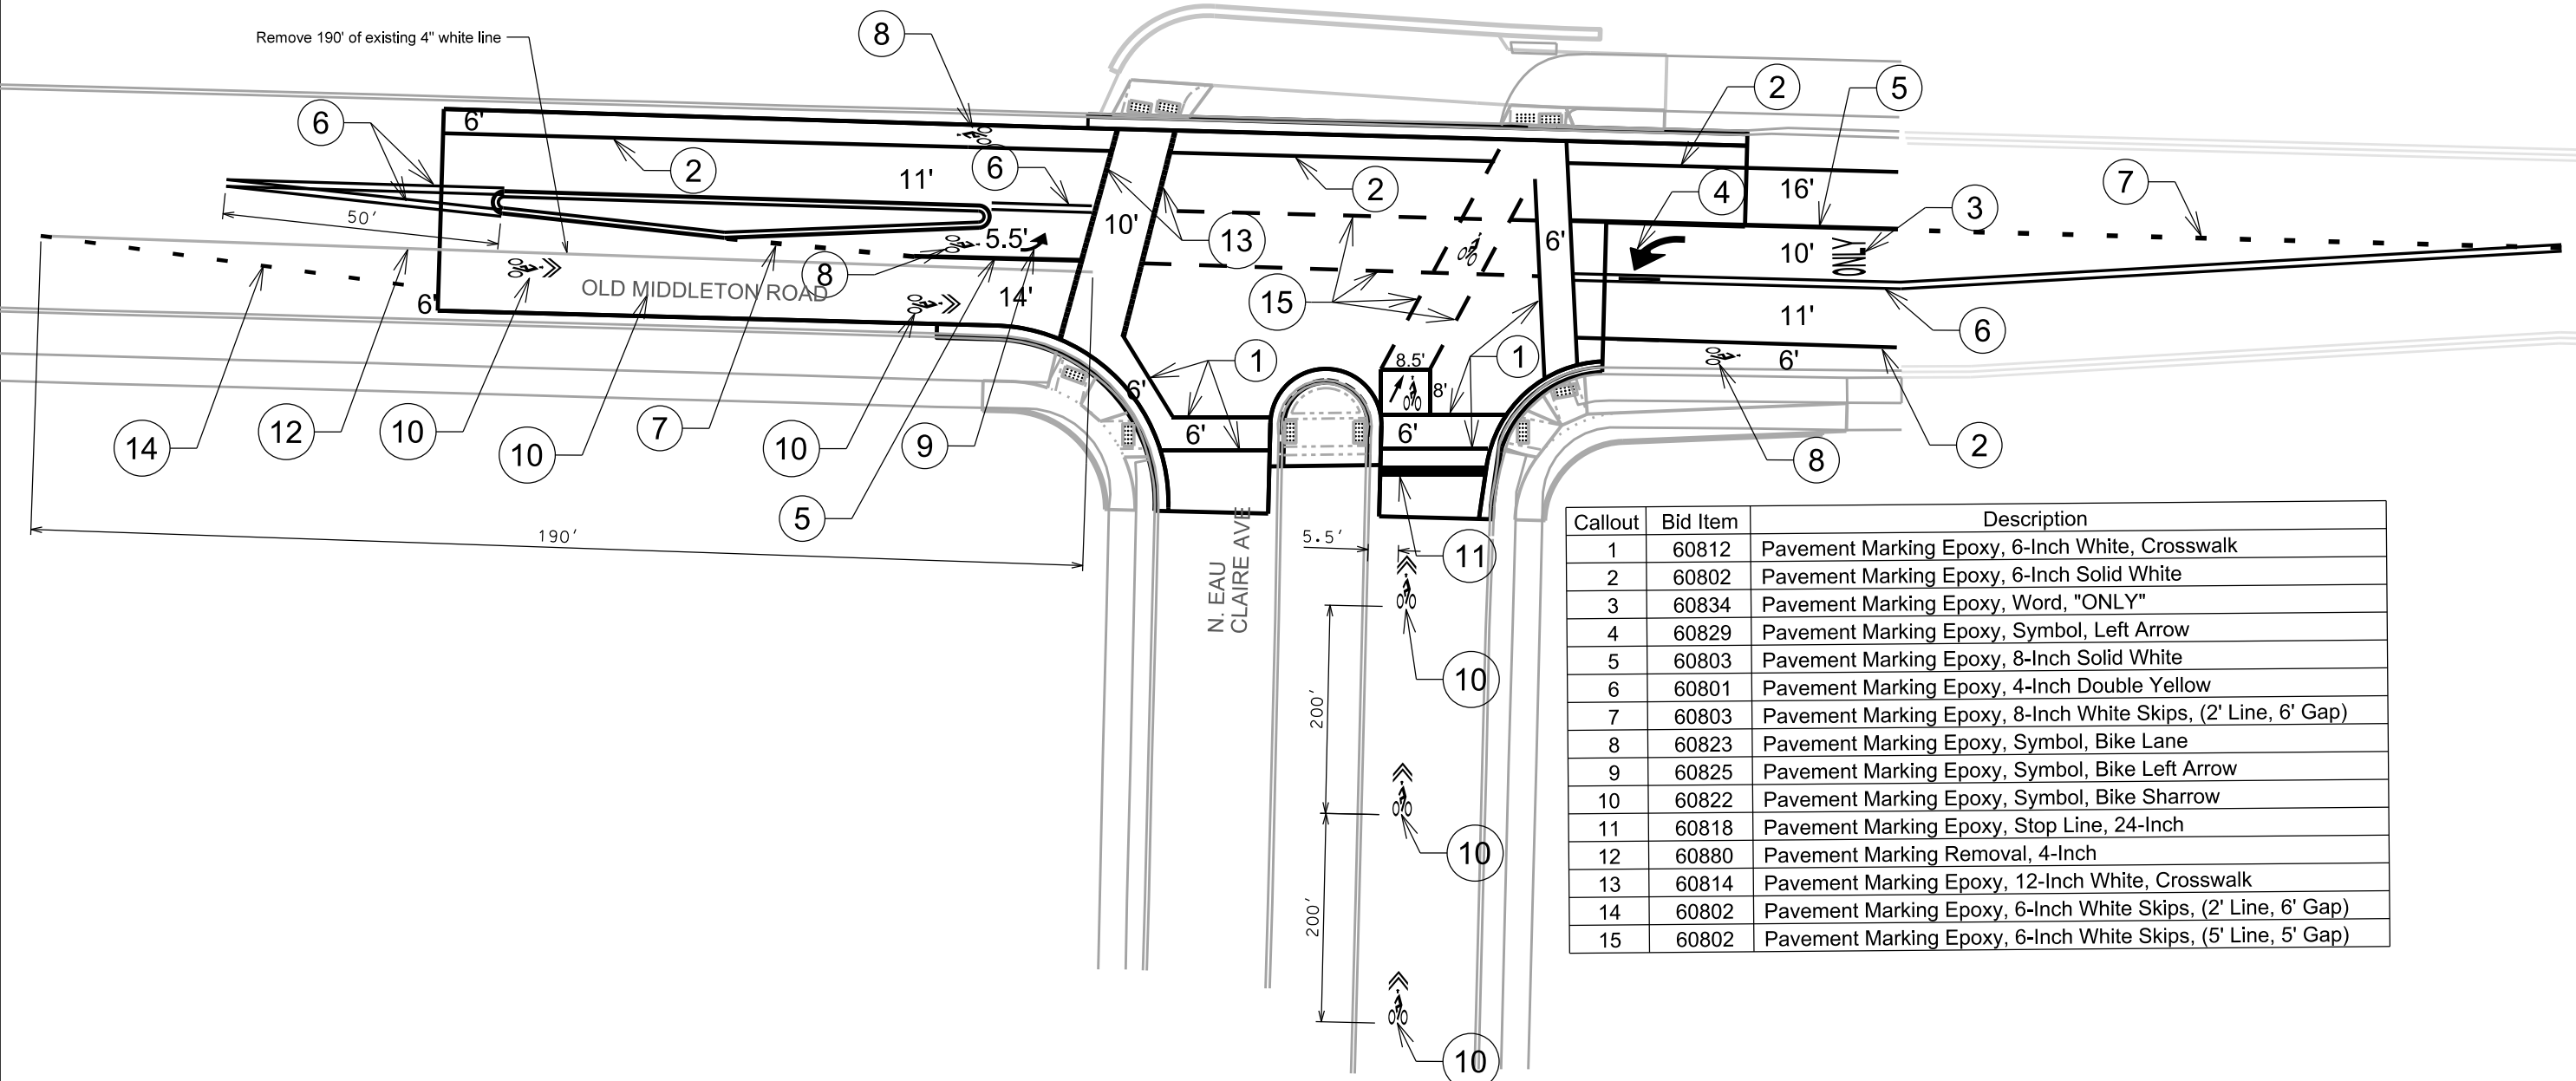 Remove 190' of existing 4" white line
8
2
5
6
6'
2
6
11'
2
4
16'
3
7
50'
5.5'
8
10'
13
6'
10'
ONLY
OLD MIDDLETON ROAD
6'
14'
15
11'
6
1
8.5'
8'
1
6'
6'
6'
6'
14
12
10
10
7
10
9
5
8
2
190'
N. EAU
CLAIRE AVE
5.5'
11
10
200'
10
200'
10
Callout Bid Item Description
1 60812 Pavement Marking Epoxy, 6-Inch White, Crosswalk
2 60802 Pavement Marking Epoxy, 6-Inch Solid White
3 60834 Pavement Marking Epoxy, Word, "ONLY"
4 60829 Pavement Marking Epoxy, Symbol, Left Arrow
5 60803 Pavement Marking Epoxy, 8-Inch Solid White
6 60801 Pavement Marking Epoxy, 4-Inch Double Yellow
7 60803 Pavement Marking Epoxy, 8-Inch White Skips, (2' Line, 6' Gap)
8 60823 Pavement Marking Epoxy, Symbol, Bike Lane
9 60825 Pavement Marking Epoxy, Symbol, Bike Left Arrow
10 60822 Pavement Marking Epoxy, Symbol, Bike Sharrow
11 60818 Pavement Marking Epoxy, Stop Line, 24-Inch
12 60880 Pavement Marking Removal, 4-Inch
13 60814 Pavement Marking Epoxy, 12-Inch White, Crosswalk
14 60802 Pavement Marking Epoxy, 6-Inch White Skips, (2' Line, 6' Gap)
15 60802 Pavement Marking Epoxy, 6-Inch White Skips, (5' Line, 5' Gap)